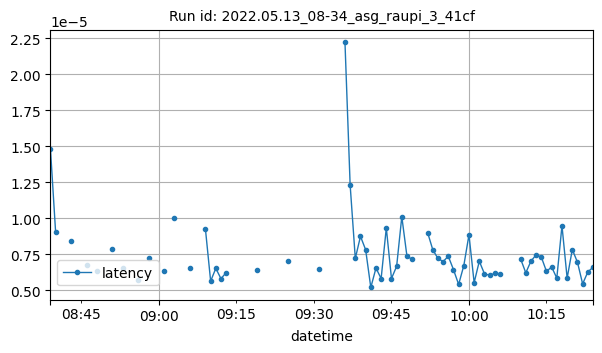 Run id: 2022.05.13_08-34_asg_raupi_3_41cf
1e−5
2.25
2.00
1.75
1.50
1.25
1.00
0.75
0.50
latency
08:45 09:00 09:15 09:30 09:45 10:00 10:15
datetime